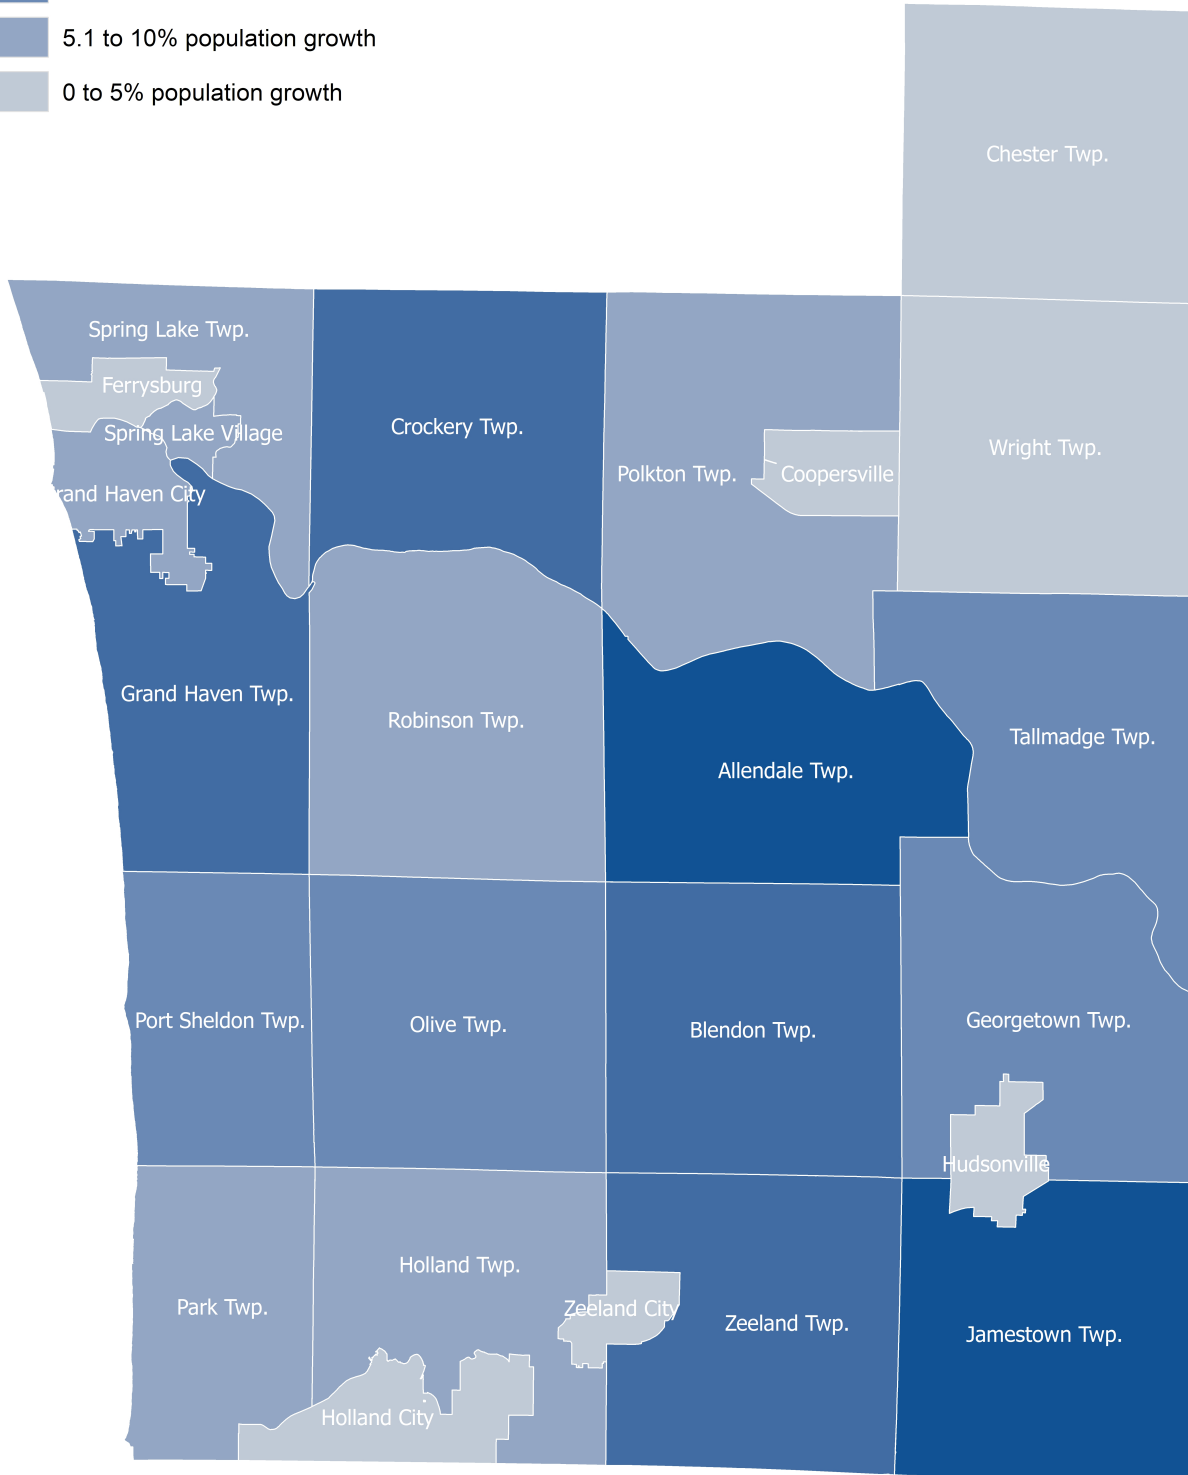 5.1 to 10% population growth
0 to 5% population growth
Chester Twp.
Spring Lake Twp.
Ferrysburg
Crockery Twp.
Spring Lake Village
Wright Twp.
Polkton Twp.
Coopersville
rand Haven City
Grand Haven Twp.
Robinson Twp.
Tallmadge Twp.
Allendale Twp.
Port Sheldon Twp.
Olive Twp.
Blendon Twp.
Georgetown Twp.
Hudsonville
Holland Twp.
Park Twp.
Zeeland City
Zeeland Twp.
Jamestown Twp.
Holland City